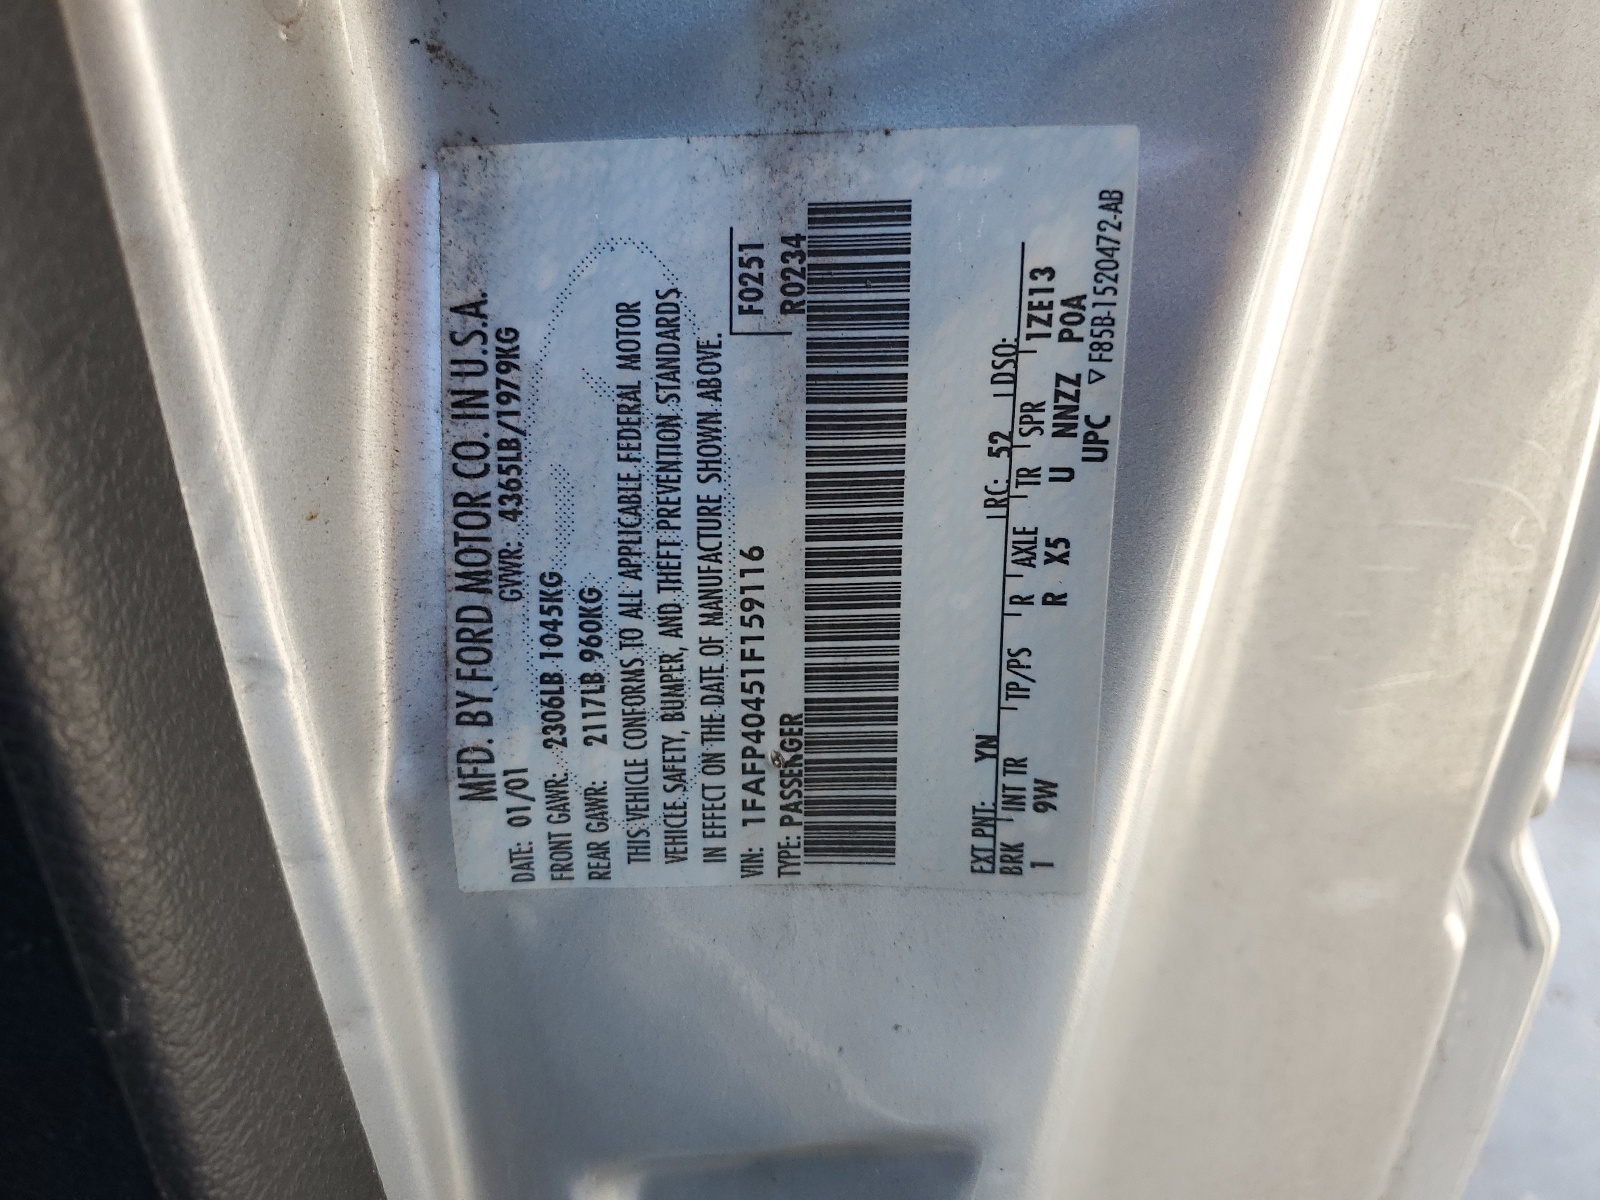 MFD. BY FORD MOTOR CO. IN U.S.A.
DATE: 01/01 GVWR: 4365LB/1979KG
FRONT GAWR: 2306LB 1045KG
REAR GAWR: 2117LB 960KG
THIS VEHICLE CONFORMS TO ALL APPLICABLE FEDERAL MOTOR
VEHICLE SAFETY, BUMPER, AND THEFT PREVENTION STANDARDS
IN EFFECT ON THE DATE OF MANUFACTURE SHOWN ABOVE.
VIN: 1FAFP40451F159116 F0251
TYPE: PASSENGER R0234
EXT PNT: YN RC: 52 DSO:
BRK INT TR TP/PS R AXLE TR SPR 1ZE13
1 9W R X5 U NNZZ P0A
UPC ▽ F85B-1520472-AB